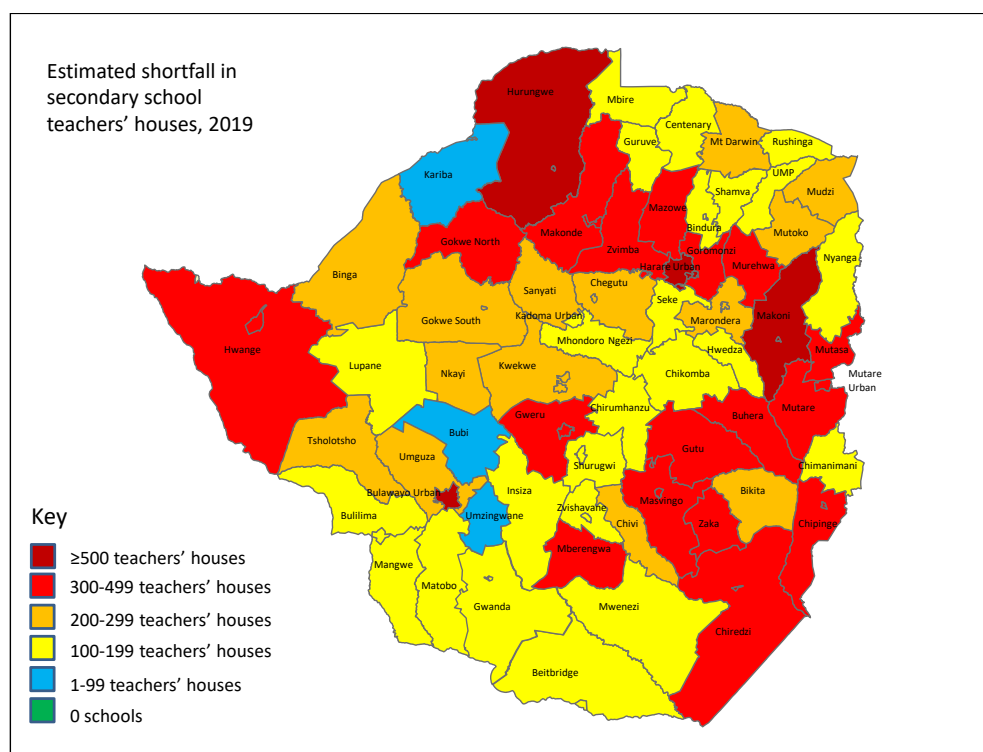 Estimated shortfall in
secondary school
teachers’ houses, 2019
Hurungwe
Mbire
Centenary
Guruve
Mt Darwin
Rushinga
UMP
Kariba
Shamva
Mudzi
Mazowe
Bindura
Mutoko
Gokwe North
Makonde
Zvimba
Goromonzi
Murehwa
Nyanga
Binga
Harare Urban
Sanyati
Chegutu
Seke
Gokwe South
Kadoma Urban
Marondera
Makoni
Hwange
Mhondoro Ngezi
Hwedza
Mutasa
Lupane
Nkayi
Kwekwe
Chikomba
Mutare
Urban
Chirumhanzu
Buhera
Mutare
Gweru
Bubi
Tsholotsho
Umguza
Gutu
Shurugwi
Chimanimani
Bulawayo Urban
Insiza
Bikita
Bulilima
Umzingwane
Zvishavane
Chivi
Masvingo
Zaka
Chipinge
Mberengwa
Mangwe
Matobo
Gwanda
Mwenezi
Chiredzi
Beitbridge
Key
≥500 teachers’ houses
300-499 teachers’ houses
200-299 teachers’ houses
100-199 teachers’ houses
1-99 teachers’ houses
0 schools